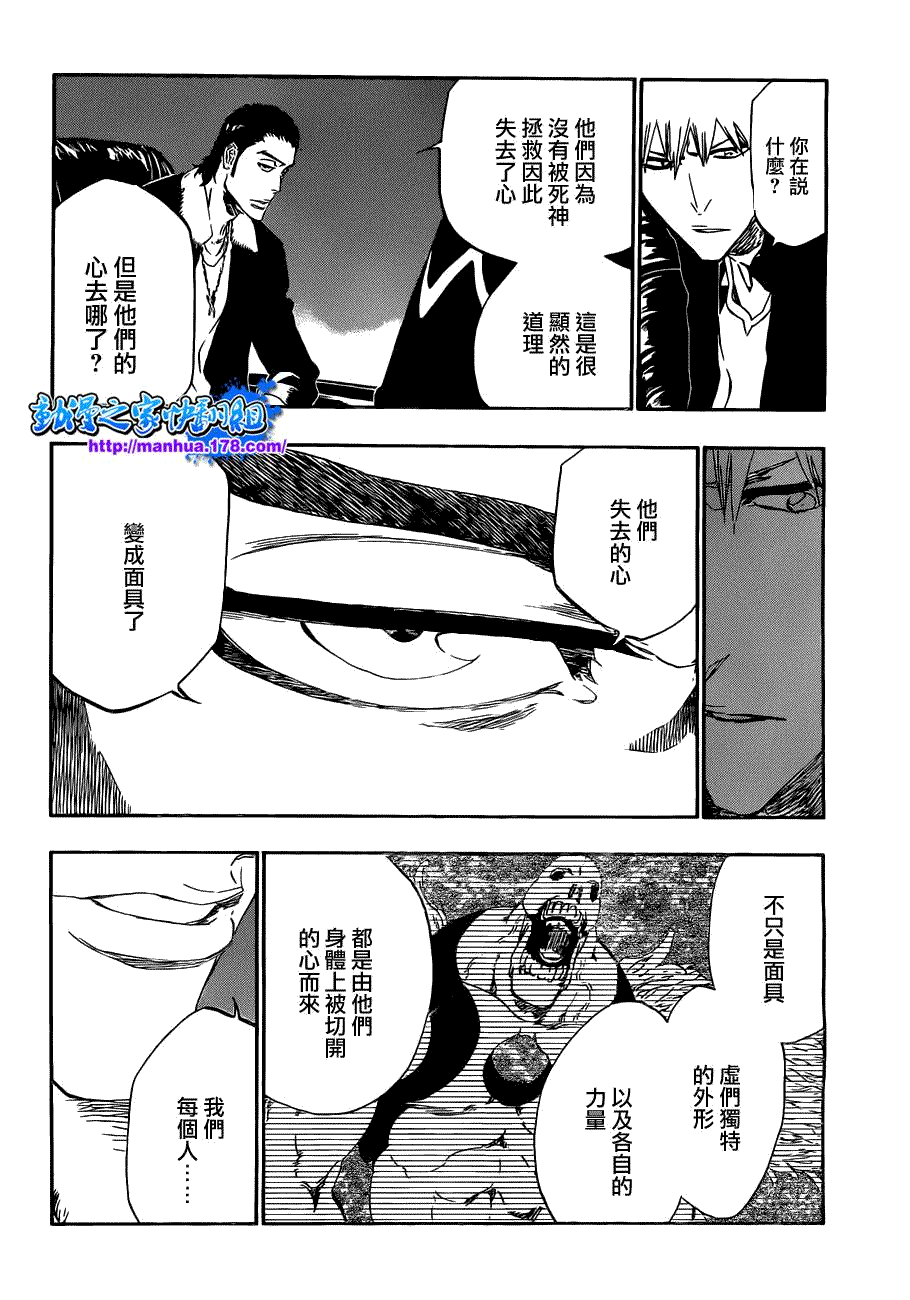 你在說
什麼?
他們因為
沒有被死神
拯救因此
失去了心
這是很
顯然的
道理
但是他們的
心去哪了?
動漫之家快翻組
http://manhua.178.com/
他們
失去的心
變成面具了
不只是面具
虛們獨特
的外形
以及各自的
力量
都是由他們
身體上被切開
的心而來
我們
每個人……